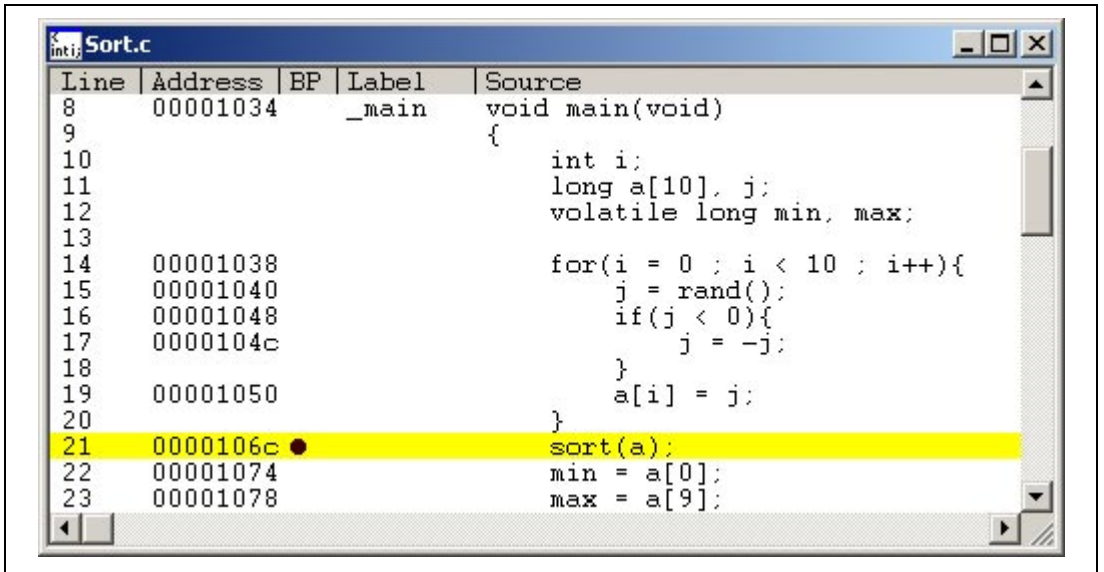 inti; Sort.c
Line Address BP Label Source
8 00001034 _main void main(void)
9 {
10 int i;
11 long a[10], j;
12 volatile long min, max;
13
14 00001038 for(i = 0 ; i < 10 ; i++){
15 00001040 j = rand();
16 00001048 if(j < 0){
17 0000104c j = -j;
18 }
19 00001050 a[i] = j;
20 }
21 0000106c sort(a);
22 00001074 min = a[0];
23 00001078 max = a[9];